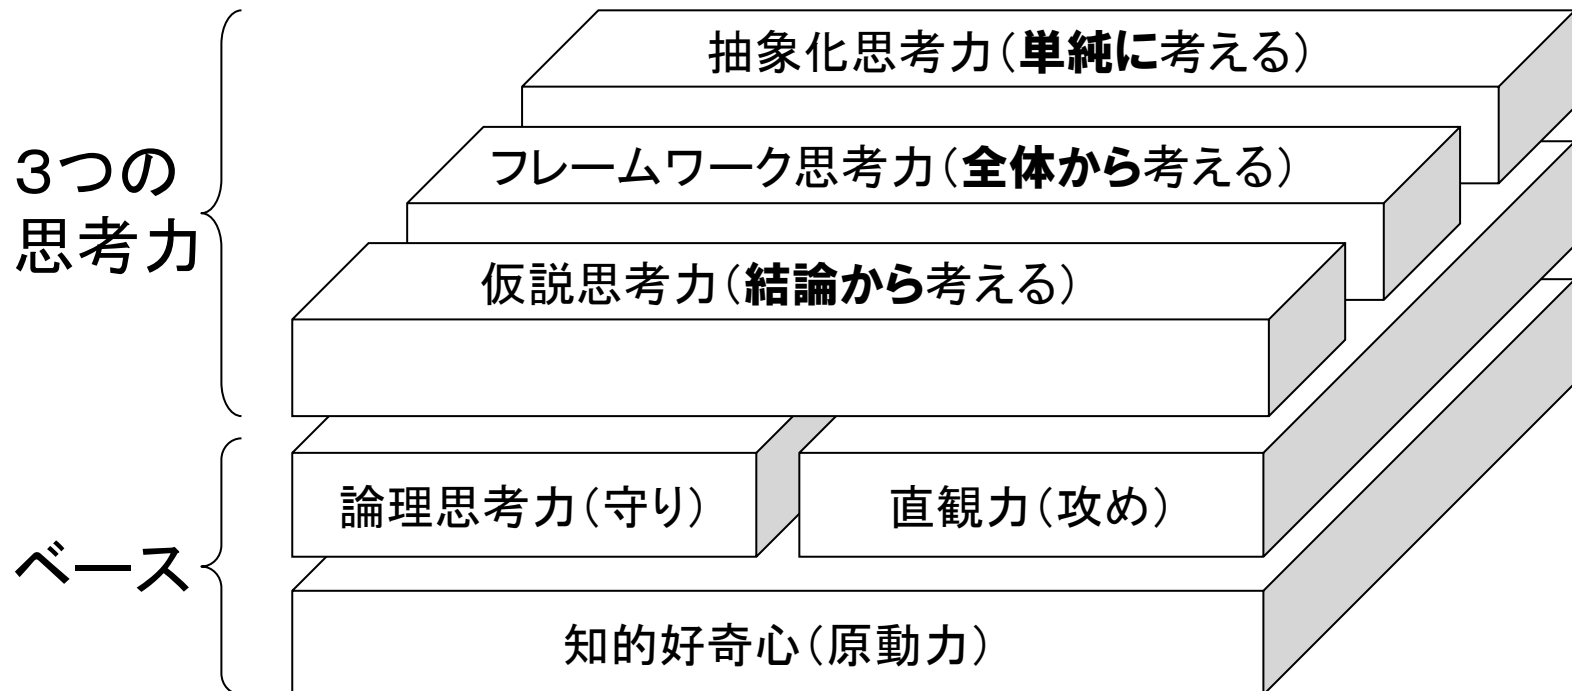 抽象化思考力（単純に考える）
フレームワーク思考力（全体から考える）
仮説思考力（結論から考える）
３つの
思考力
論理思考力（守り）
直観力（攻め）
ベース
知的好奇心（原動力）